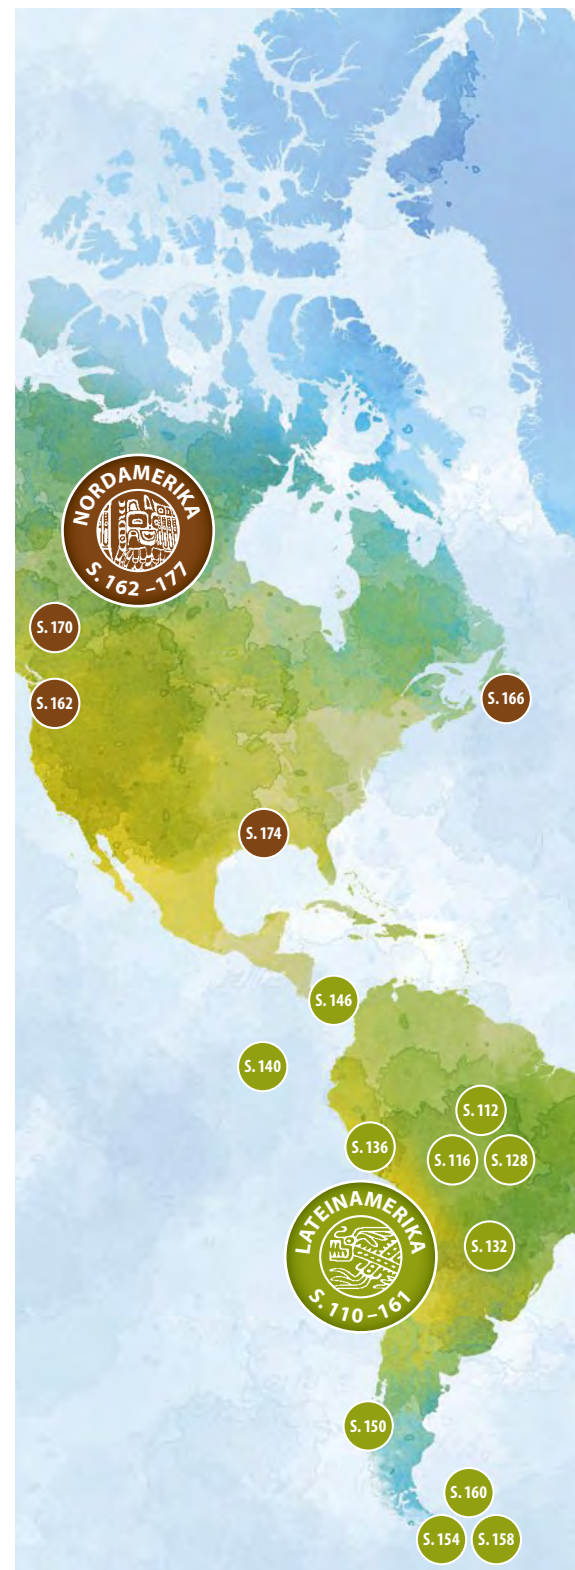 NORDAMERIKA
S. 162 –177
S. 170
S. 162
S. 166
S. 174
S. 146
S. 140
S. 112
S. 136
S. 116
S. 128
LATEINAMERIKA
S. 110–161
S. 132
S. 150
S. 160
S. 154
S. 158